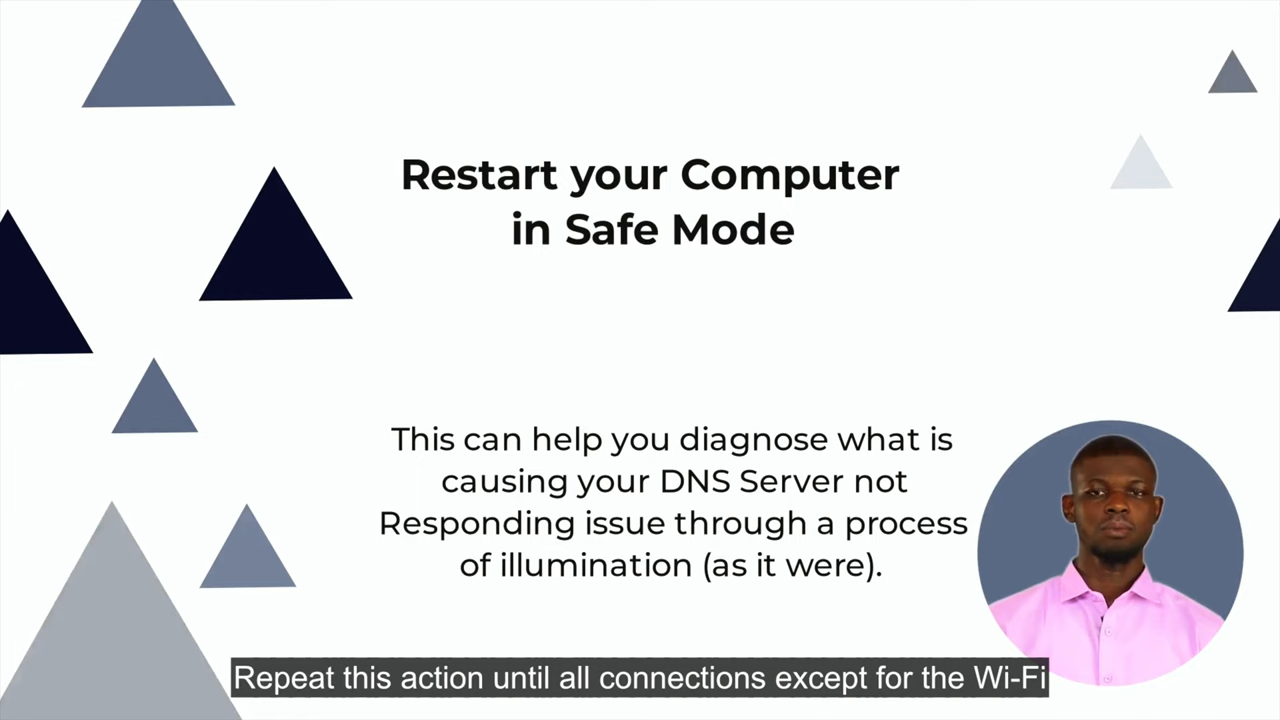 Restart your Computer
in Safe Mode
This can help you diagnose what is
causing your DNS Server not
Responding issue through a process
of illumination (as it were).
Repeat this action until all connections except for the Wi-Fi